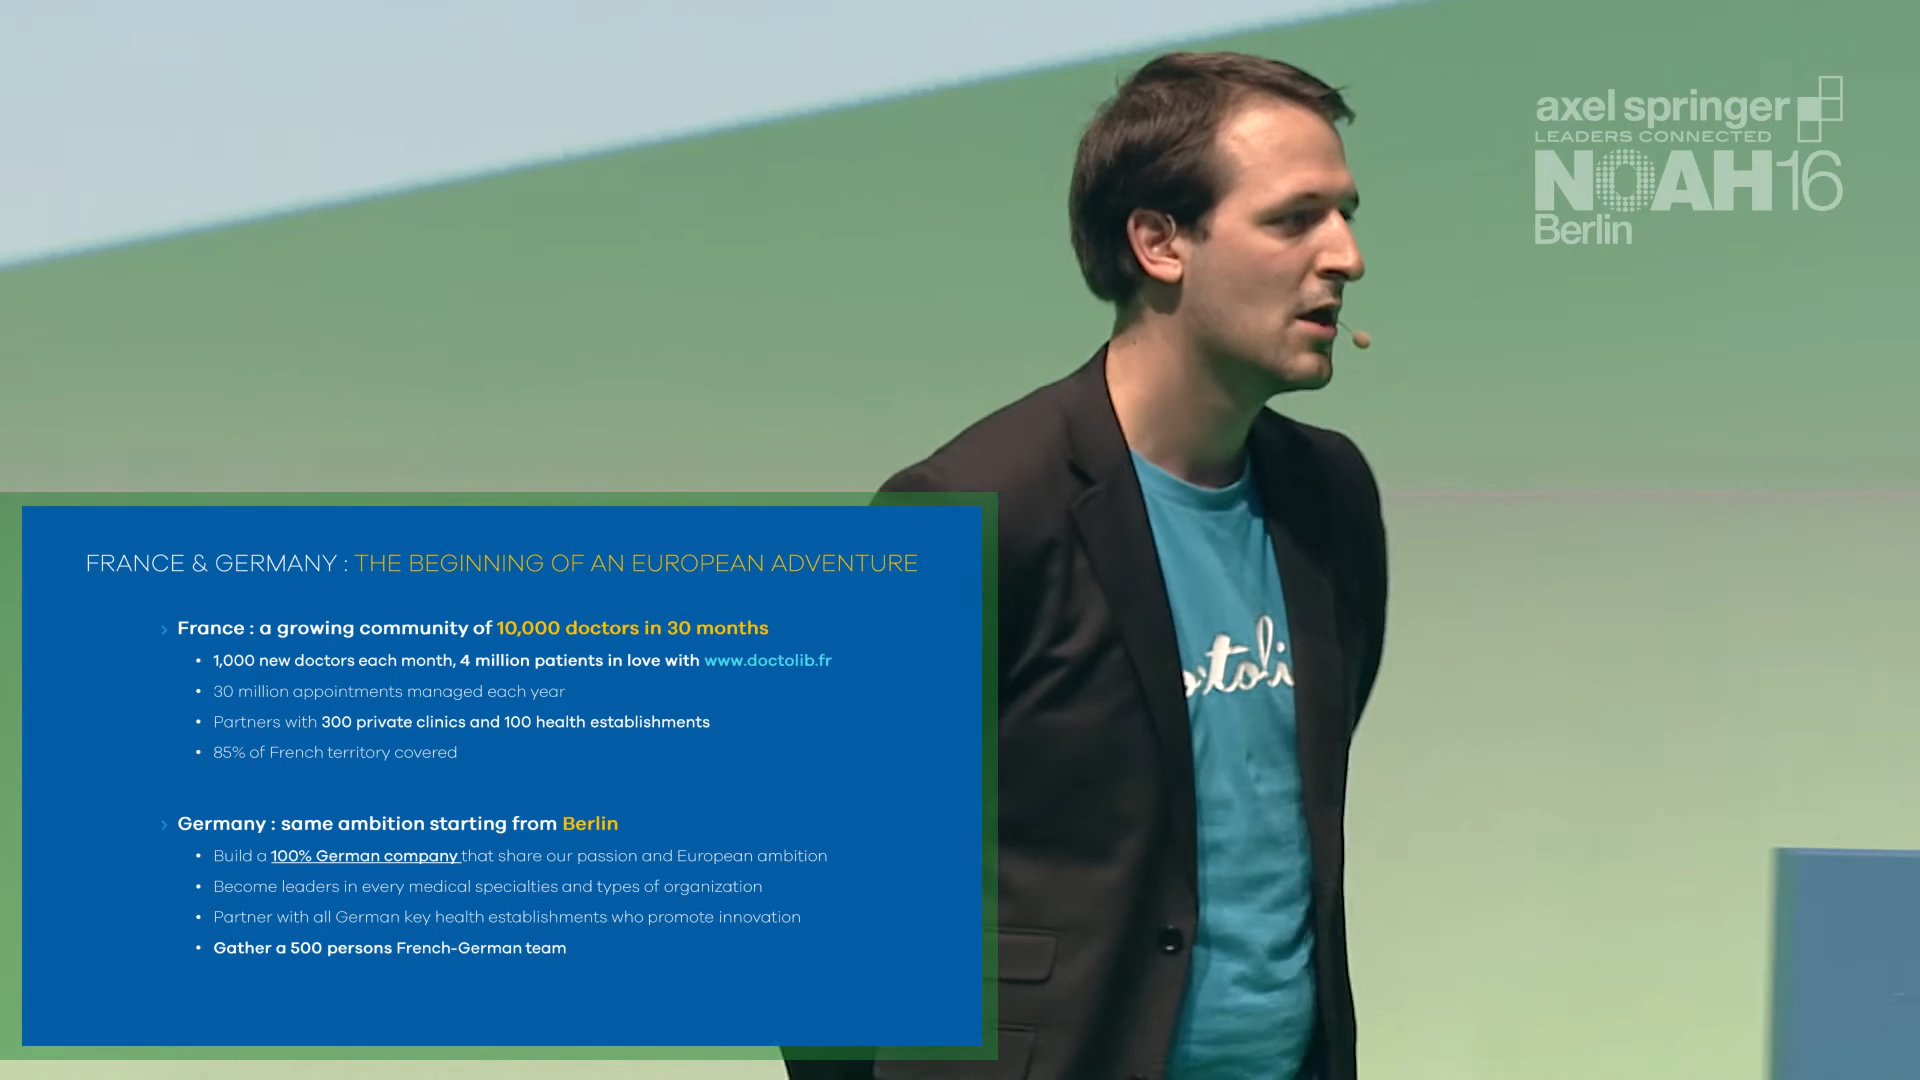 axel springer
LEADERS CONNECTED
NOAH16
Berlin
FRANCE & GERMANY : THE BEGINNING OF AN EUROPEAN ADVENTURE
› France : a growing community of 10,000 doctors in 30 months
• 1,000 new doctors each month, 4 million patients in love with www.doctolib.fr
• 30 million appointments managed each year
• Partners with 300 private clinics and 100 health establishments
• 85% of French territory covered
› Germany : same ambition starting from Berlin
• Build a 100% German company that share our passion and European ambition
• Become leaders in every medical specialties and types of organization
• Partner with all German key health establishments who promote innovation
• Gather a 500 persons French-German team